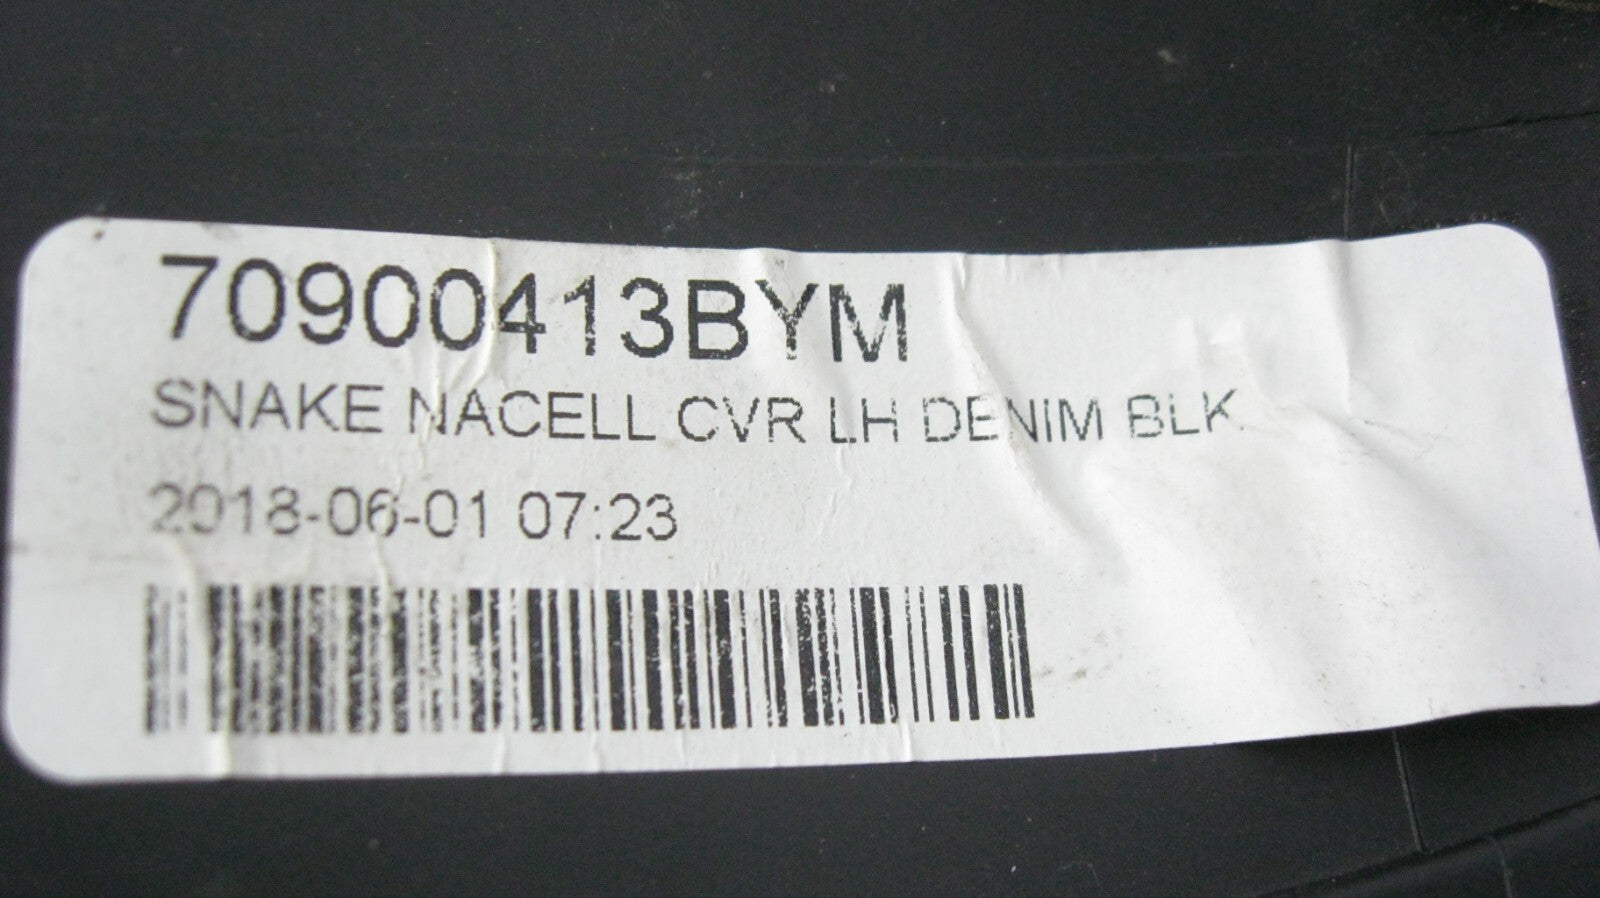 70900413BYM
SNAKE NACELL CVR LH DENIM BLK
2018-06-01 07:23